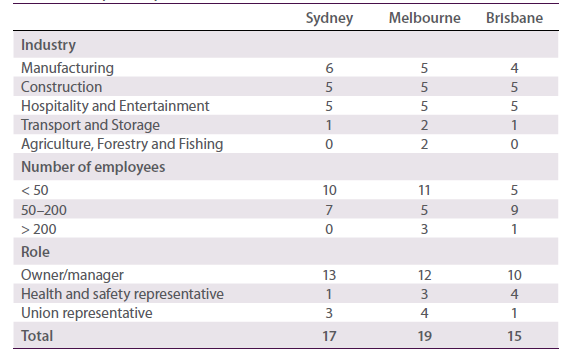 Sydney Melbourne Brisbane
Industry
Manufacturing 6 5 4
Construction 5 5 5
Hospitality and Entertainment 5 5 5
Transport and Storage 1 2 1
Agriculture, Forestry and Fishing 0 2 0
Number of employees
< 50 10 11 5
50–200 7 5 9
> 200 0 3 1
Role
Owner/manager 13 12 10
Health and safety representative 1 3 4
Union representative 3 4 1
Total 17 19 15